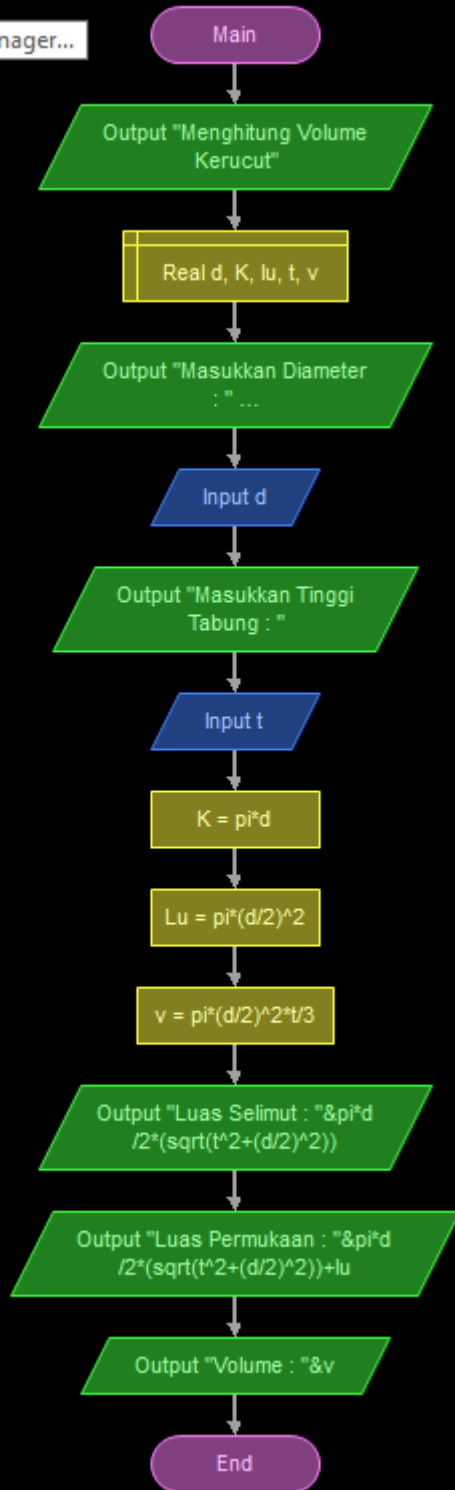 nager...
Main
Output "Menghitung Volume
Kerucut"
Real d, K, lu, t, v
Output "Masukkan Diameter
: " ...
Input d
Output "Masukkan Tinggi
Tabung : "
Input t
K = pi*d
Lu = pi*(d/2)^2
v = pi*(d/2)^2*t/3
Output "Luas Selimut : "&pi*d
/2*(sqrt(t^2+(d/2)^2))
Output "Luas Permukaan : "&pi*d
/2*(sqrt(t^2+(d/2)^2))+lu
Output "Volume : "&v
End